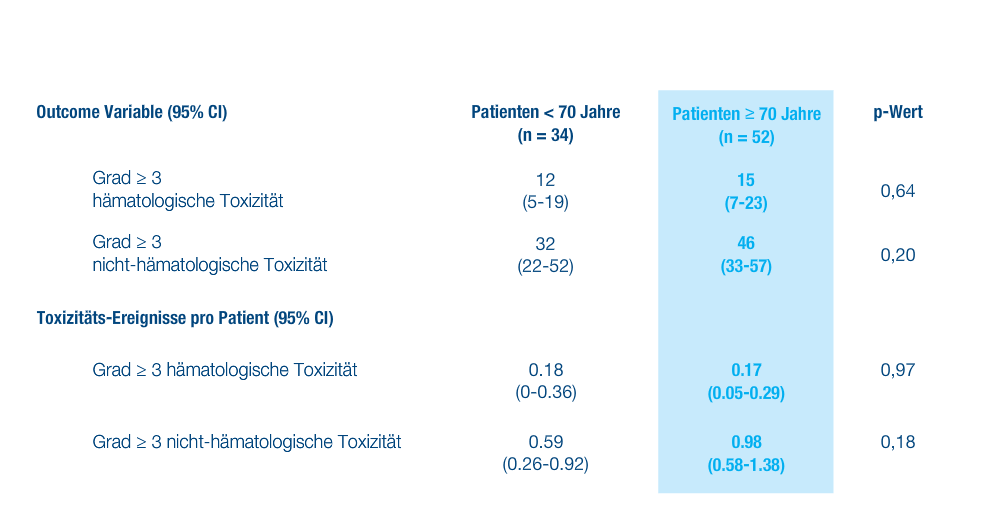 Outcome Variable (95% CI) Patienten < 70 Jahre Patienten ≥ 70 Jahre p-Wert
(n = 34) (n = 52)
Grad ≥ 3 12 15
hämatologische Toxizität (5-19) (7-23) 0,64
Grad ≥ 3 32 46
nicht-hämatologische Toxizität (22-52) (33-57) 0,20
Toxizitäts-Ereignisse pro Patient (95% CI)
Grad ≥ 3 hämatologische Toxizität 0.18 0.17 0,97
(0-0.36) (0.05-0.29)
Grad ≥ 3 nicht-hämatologische Toxizität 0.59 0.98 0,18
(0.26-0.92) (0.58-1.38)